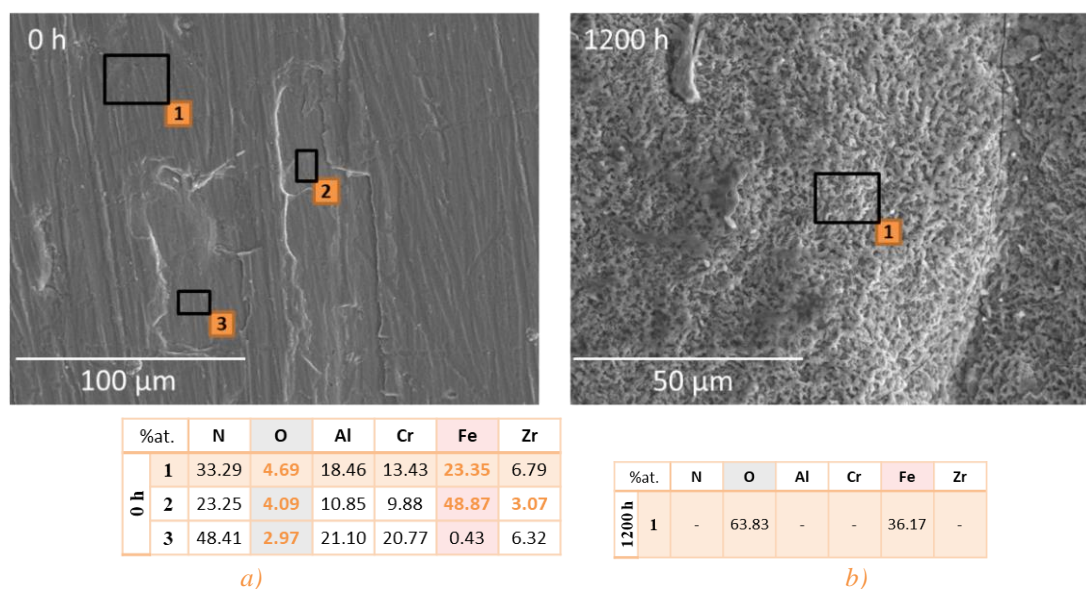 0 h
1
2
3
100 µm
1200 h
1
50 µm
%at. N O Al Cr Fe Zr
0 h
1 33.29 4.69 18.46 13.43 23.35 6.79
2 23.25 4.09 10.85 9.88 48.87 3.07
3 48.41 2.97 21.10 20.77 0.43 6.32
a)
%at. N O Al Cr Fe Zr
1200 h
1 - 63.83 - - 36.17 -
b)